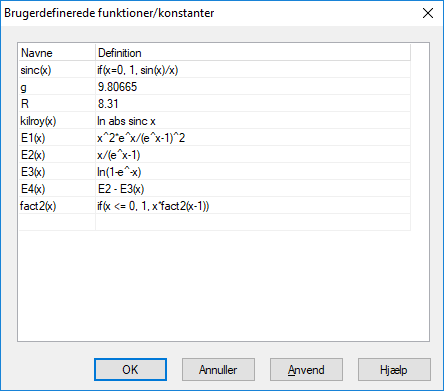 Brugerdefinerede funktioner/konstanter
Navne Definition
sinc(x) if(x=0, 1, sin(x)/x)
g 9.80665
R 8.31
kilroy(x) ln abs sinc x
E1(x) x^2*e^x/(e^x-1)^2
E2(x) x/(e^x-1)
E3(x) ln(1-e^-x)
E4(x) E2 - E3(x)
fact2(x) if(x <= 0, 1, x*fact2(x-1))
OK Annuller Anvend Hjælp